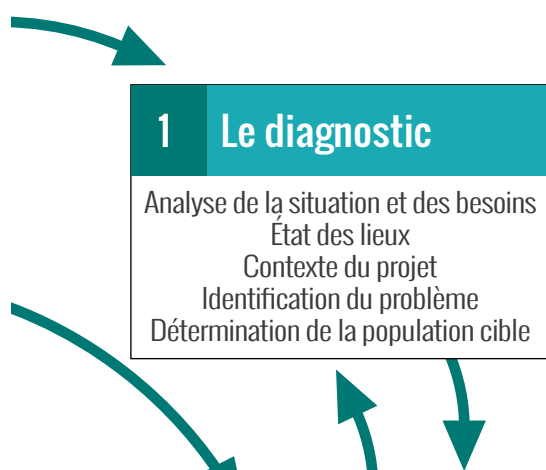 1 Le diagnostic
Analyse de la situation et des besoins
État des lieux
Contexte du projet
Identification du problème
Détermination de la population cible